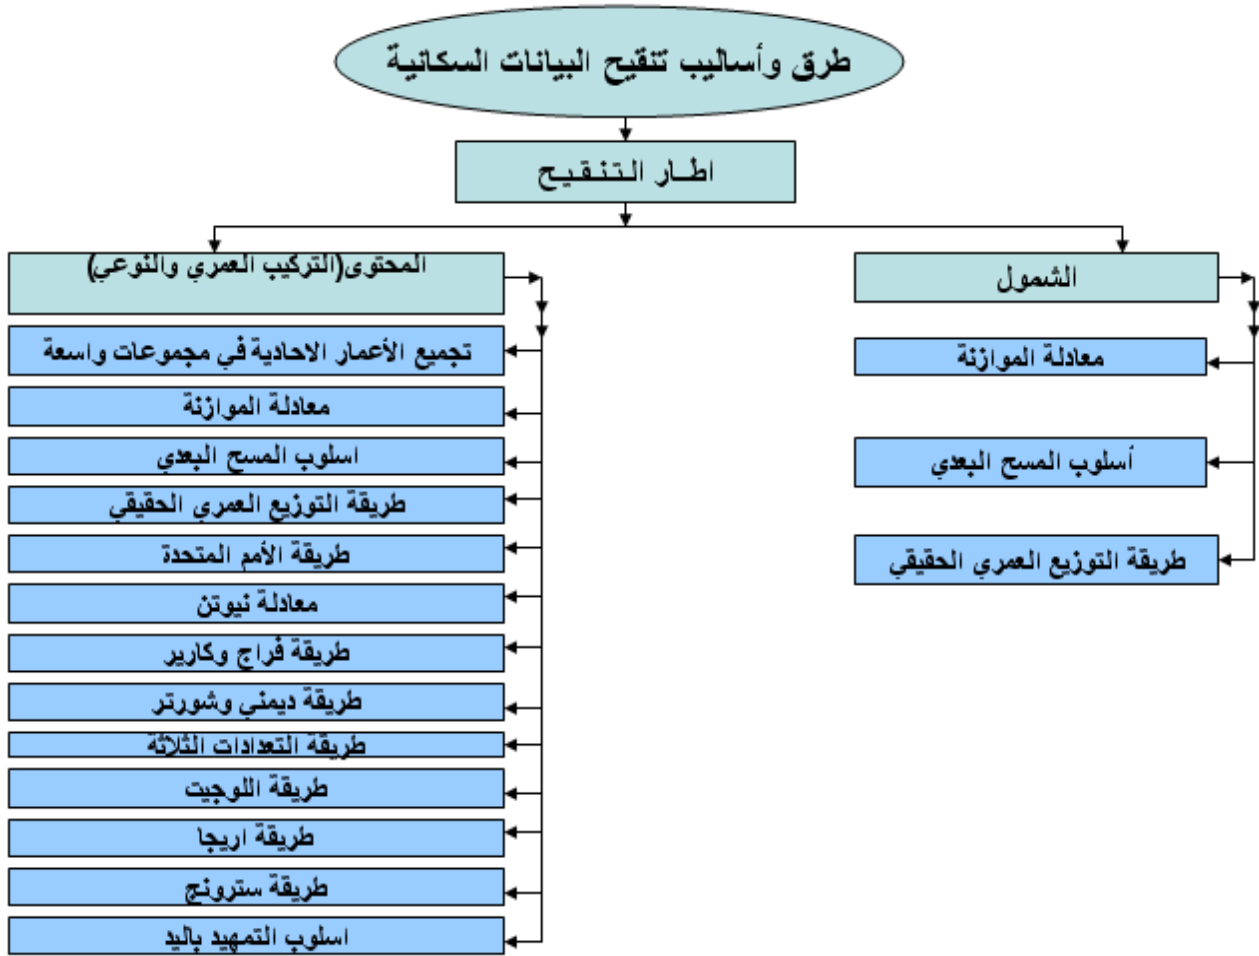 طرق وأساليب تنقيح البيانات السكانية
اطــار الـتـنـقـيـح
الشمول
معادلة الموازنة
أسلوب المسح البعدي
طريقة التوزيع العمري الحقيقي
المحتوى(التركيب العمري والنوعي)
تجميع الأعمار الاحادية في مجموعات واسعة
معادلة الموازنة
اسلوب المسح البعدي
طريقة التوزيع العمري الحقيقي
طريقة الأمم المتحدة
معادلة نيوتن
طريقة فراج وكارير
طريقة ديمني وشورتر
طريقة التعدادات الثلاثة
طريقة اللوجيت
طريقة اريجا
طريقة سترونج
اسلوب التمهيد باليد